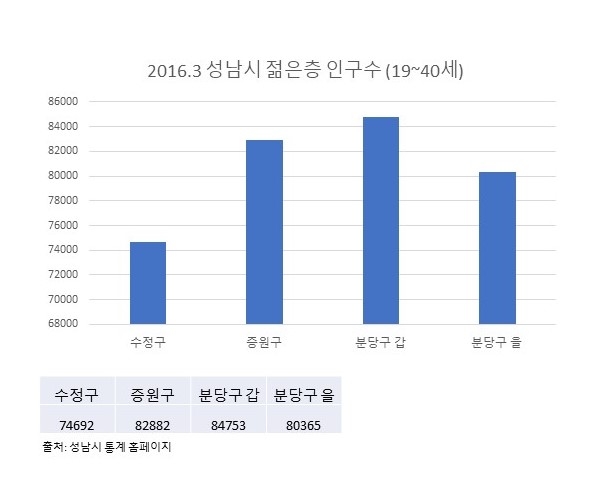 2016.3 성남시 젊은층 인구수 (19~40세)
86000
84000
82000
80000
78000
76000
74000
72000
70000
68000
수정구 증원구 분당구 갑 분당구 을
수정구 증원구 분당구 갑 분당구 을
74692 82882 84753 80365
출처: 성남시 통계 홈페이지